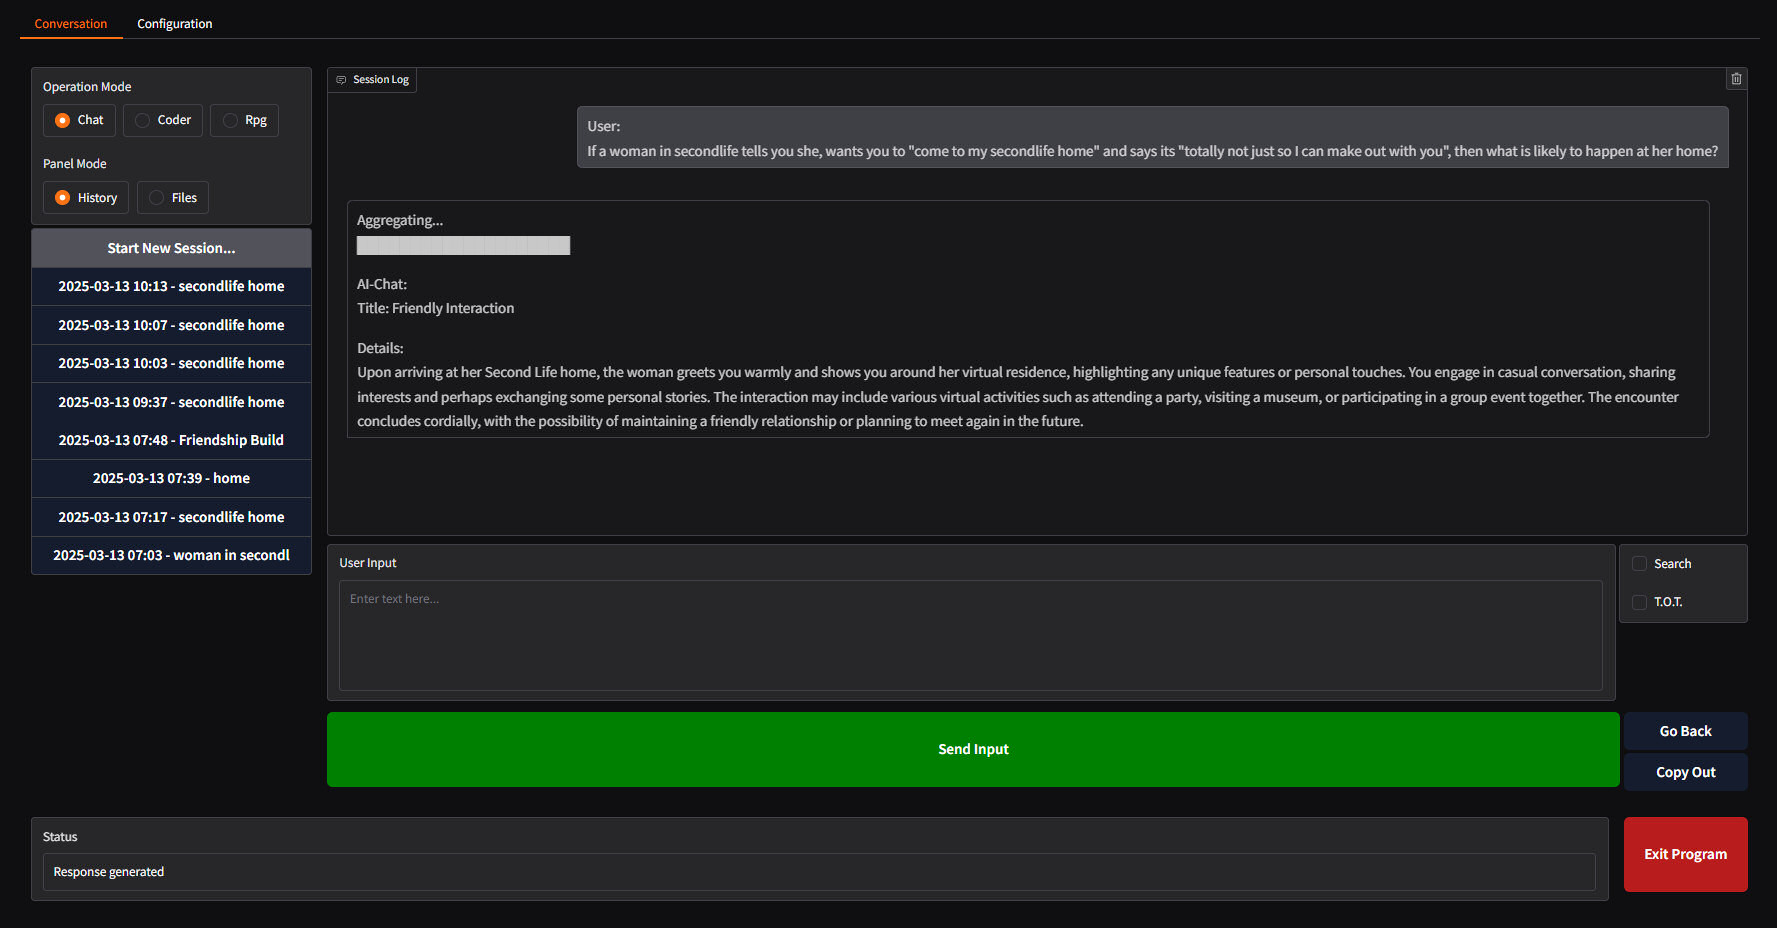 Conversation
Configuration
Operation Mode
Chat
Coder
Rpg
Panel Mode
History
Files
Start New Session...
2025-03-13 10:13 - secondlife home
2025-03-13 10:07 - secondlife home
2025-03-13 10:03 - secondlife home
2025-03-13 09:37 - secondlife home
2025-03-13 07:48 - Friendship Build
2025-03-13 07:39 - home
2025-03-13 07:17 - secondlife home
2025-03-13 07:03 - woman in secondl
Session Log
User:
If a woman in secondlife tells you she, wants you to "come to my secondlife home" and says its "totally not just so I can make out with you", then what is likely to happen at her home?
Aggregating...
AI-Chat:
Title: Friendly Interaction
Details:
Upon arriving at her Second Life home, the woman greets you warmly and shows you around her virtual residence, highlighting any unique features or personal touches. You engage in casual conversation, sharing
interests and perhaps exchanging some personal stories. The interaction may include various virtual activities such as attending a party, visiting a museum, or participating in a group event together. The encounter
concludes cordially, with the possibility of maintaining a friendly relationship or planning to meet again in the future.
User Input
Enter text here...
Search
T.O.T.
Send Input
Go Back
Copy Out
Status
Response generated
Exit Program